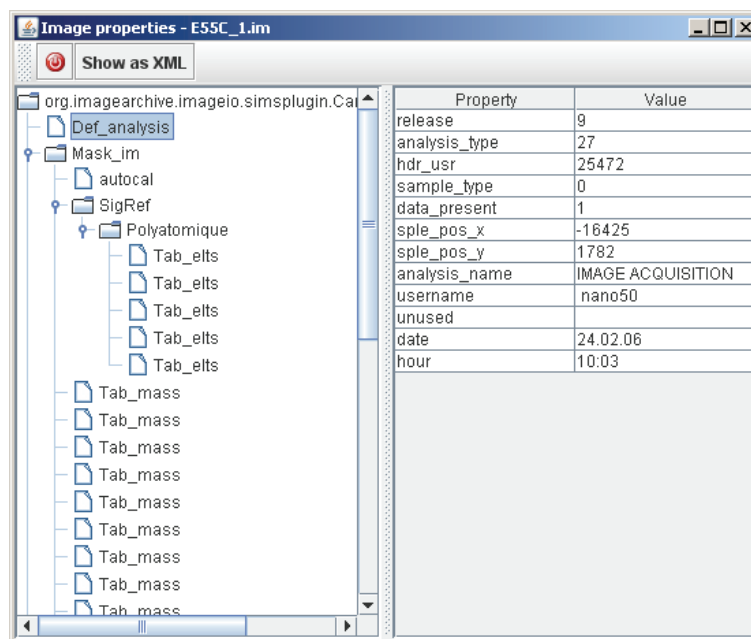 Image properties - E55C_1.im
Show as XML
org.imagearchive.imageio.simsplugin.Ca
Def_analysis
Mask_im
autocal
SigRef
Polyatomique
Tab_elts
Tab_elts
Tab_elts
Tab_elts
Tab_elts
Tab_mass
Tab_mass
Tab_mass
Tab_mass
Tab_mass
Tab_mass
Tab_mass
Tab_mass
Tab_mass
Property Value
release 9
analysis_type 27
hdr_usr 25472
sample_type 0
data_present 1
sple_pos_x -16425
sple_pos_y 1782
analysis_name IMAGE ACQUISITION
username nano50
unused
date 24.02.06
hour 10:03